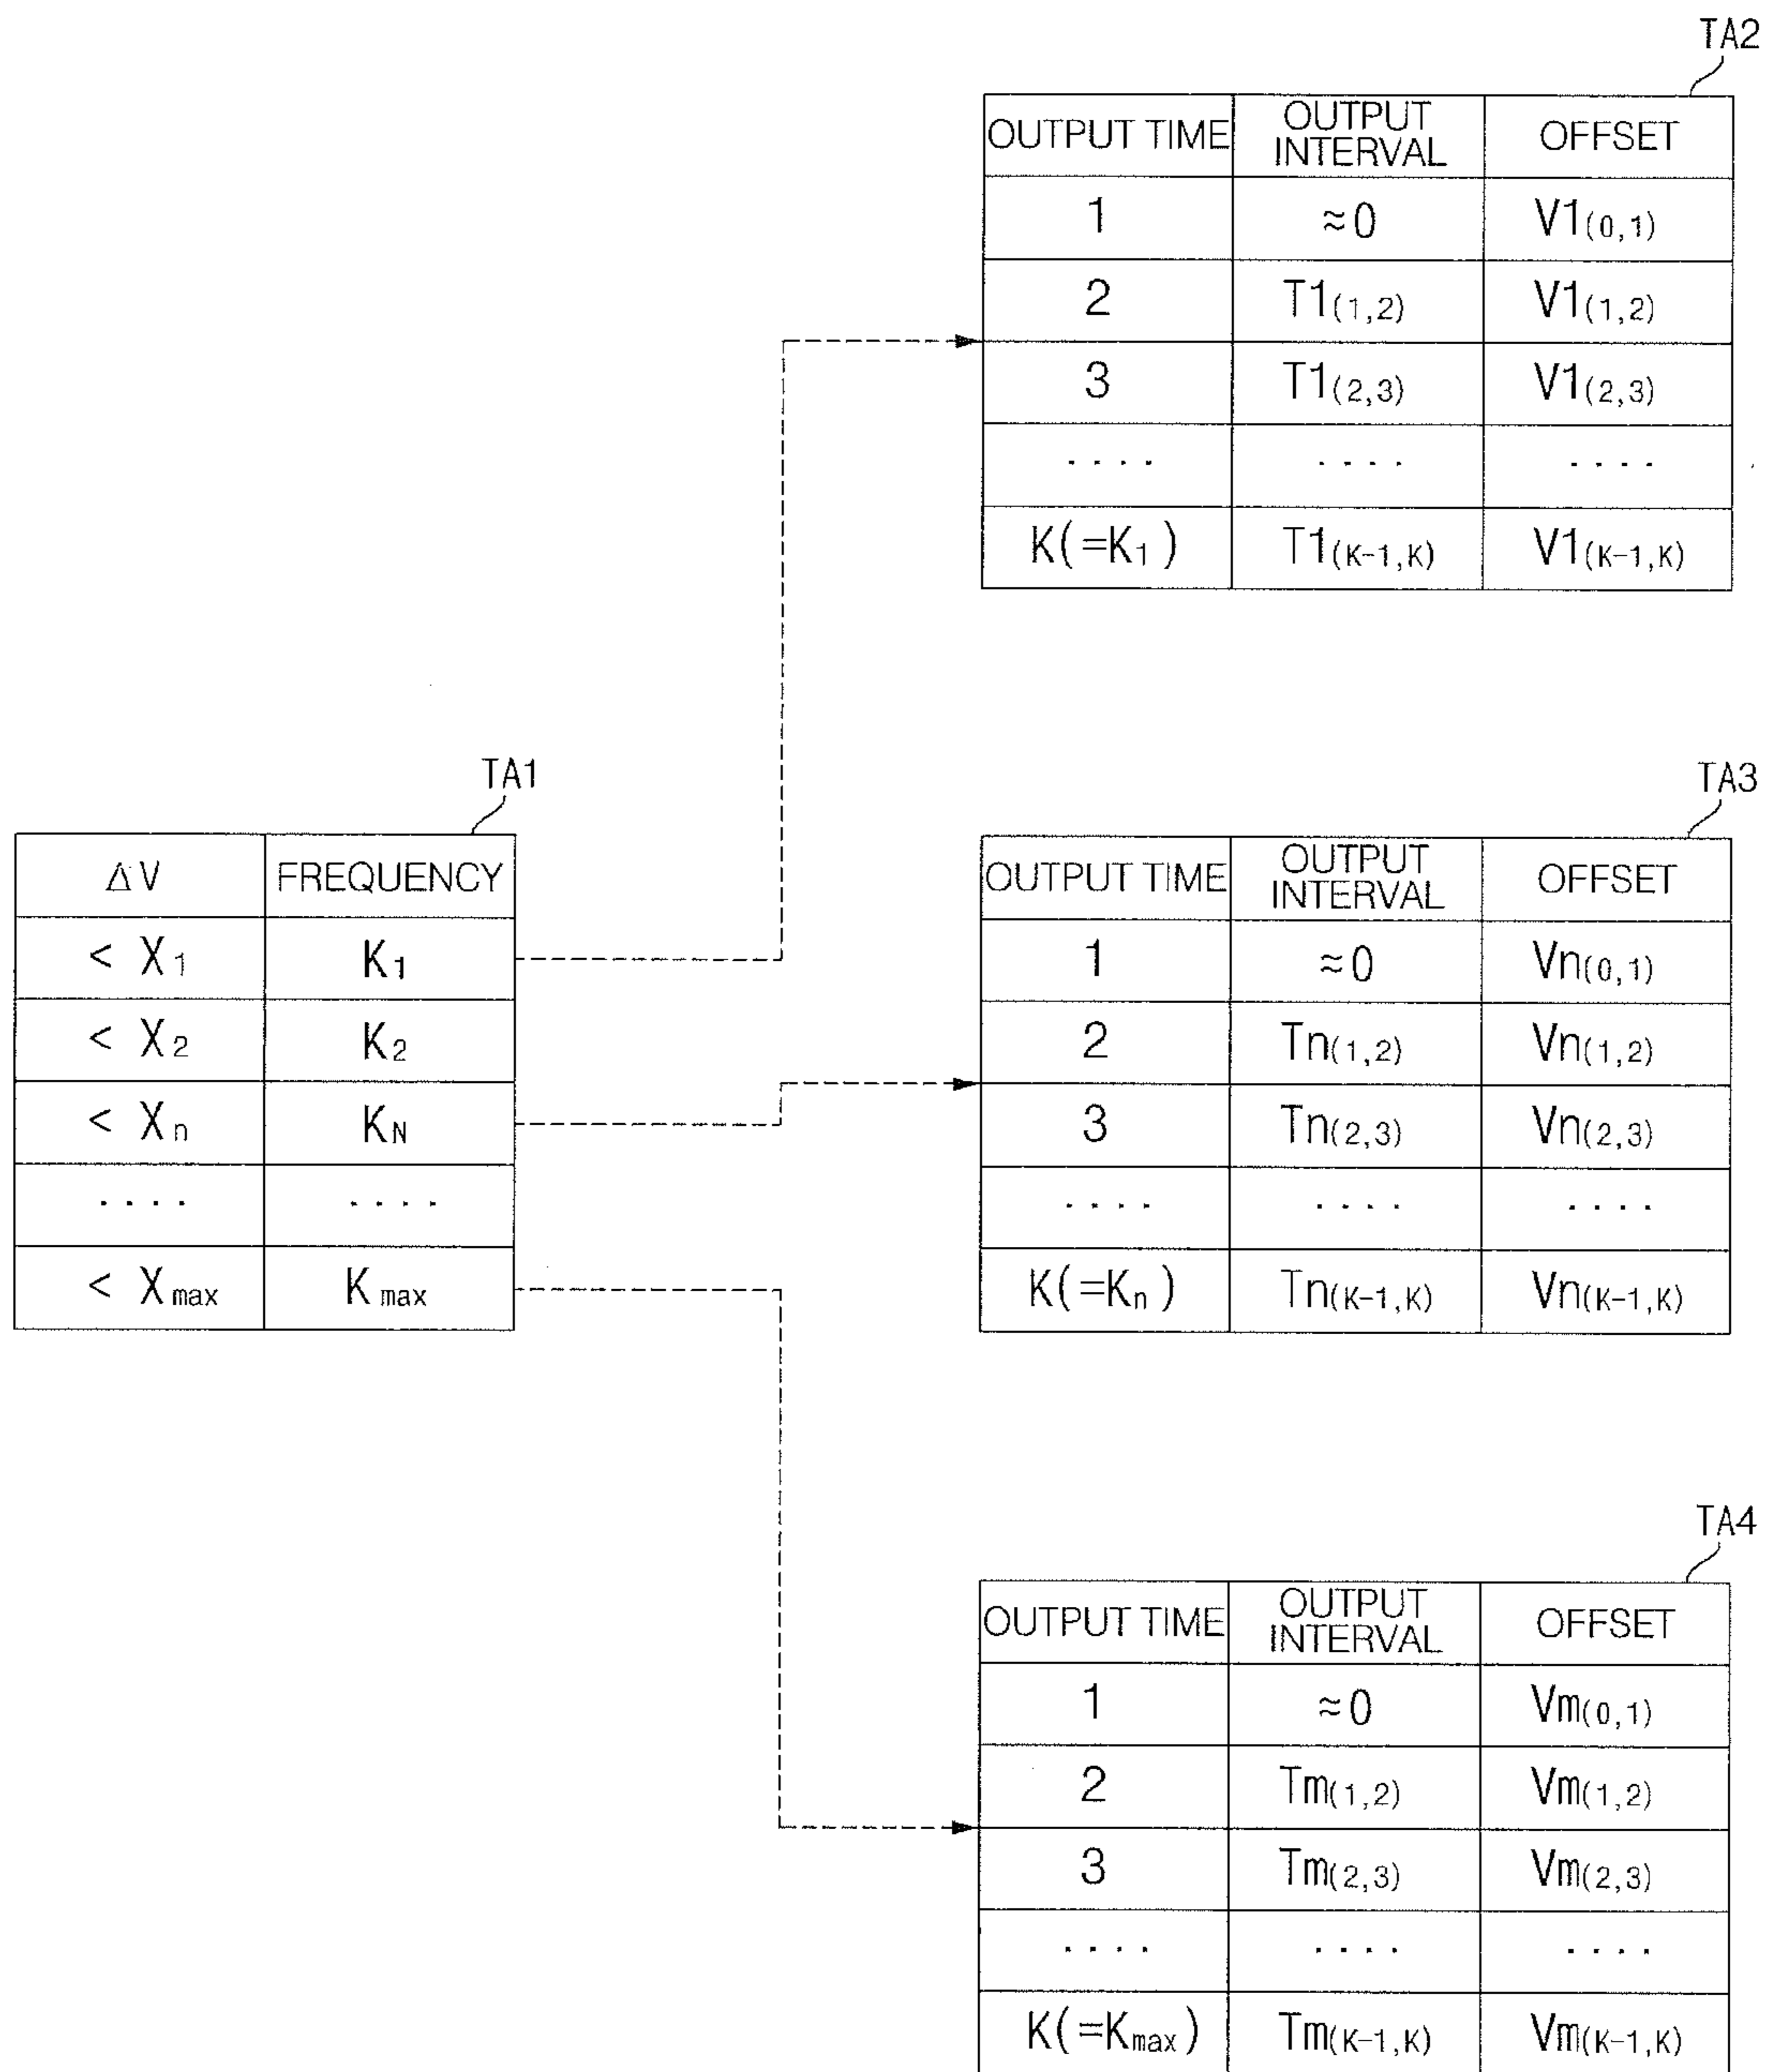 TA2
OUTPUT TIME OUTPUT INTERVAL OFFSET
1 ≈0 V1(0,1)
2 T1(1,2) V1(1,2)
3 T1(2,3) V1(2,3)
···· ···· ····
K(=K1) T1(K-1,K) V1(K-1,K)
TA1
ΔV FREQUENCY
< X1 K1
< X2 K2
< Xn KN
···· ····
< Xmax Kmax
TA3
OUTPUT TIME OUTPUT INTERVAL OFFSET
1 ≈0 Vn(0,1)
2 Tn(1,2) Vn(1,2)
3 Tn(2,3) Vn(2,3)
···· ···· ····
K(=Kn) Tn(K-1,K) Vn(K-1,K)
TA4
OUTPUT TIME OUTPUT INTERVAL OFFSET
1 ≈0 Vm(0,1)
2 Tm(1,2) Vm(1,2)
3 Tm(2,3) Vm(2,3)
···· ···· ····
K(=Kmax) Tm(K-1,K) Vm(K-1,K)